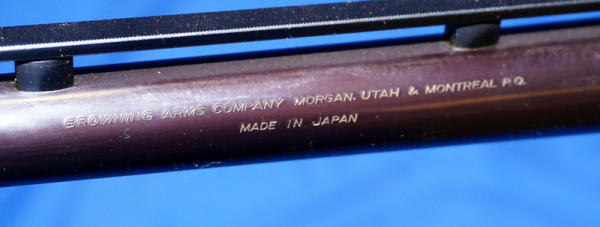 BROWNING ARMS COMPANY MORGAN, UTAH & MONTREAL P.Q.
MADE IN JAPAN